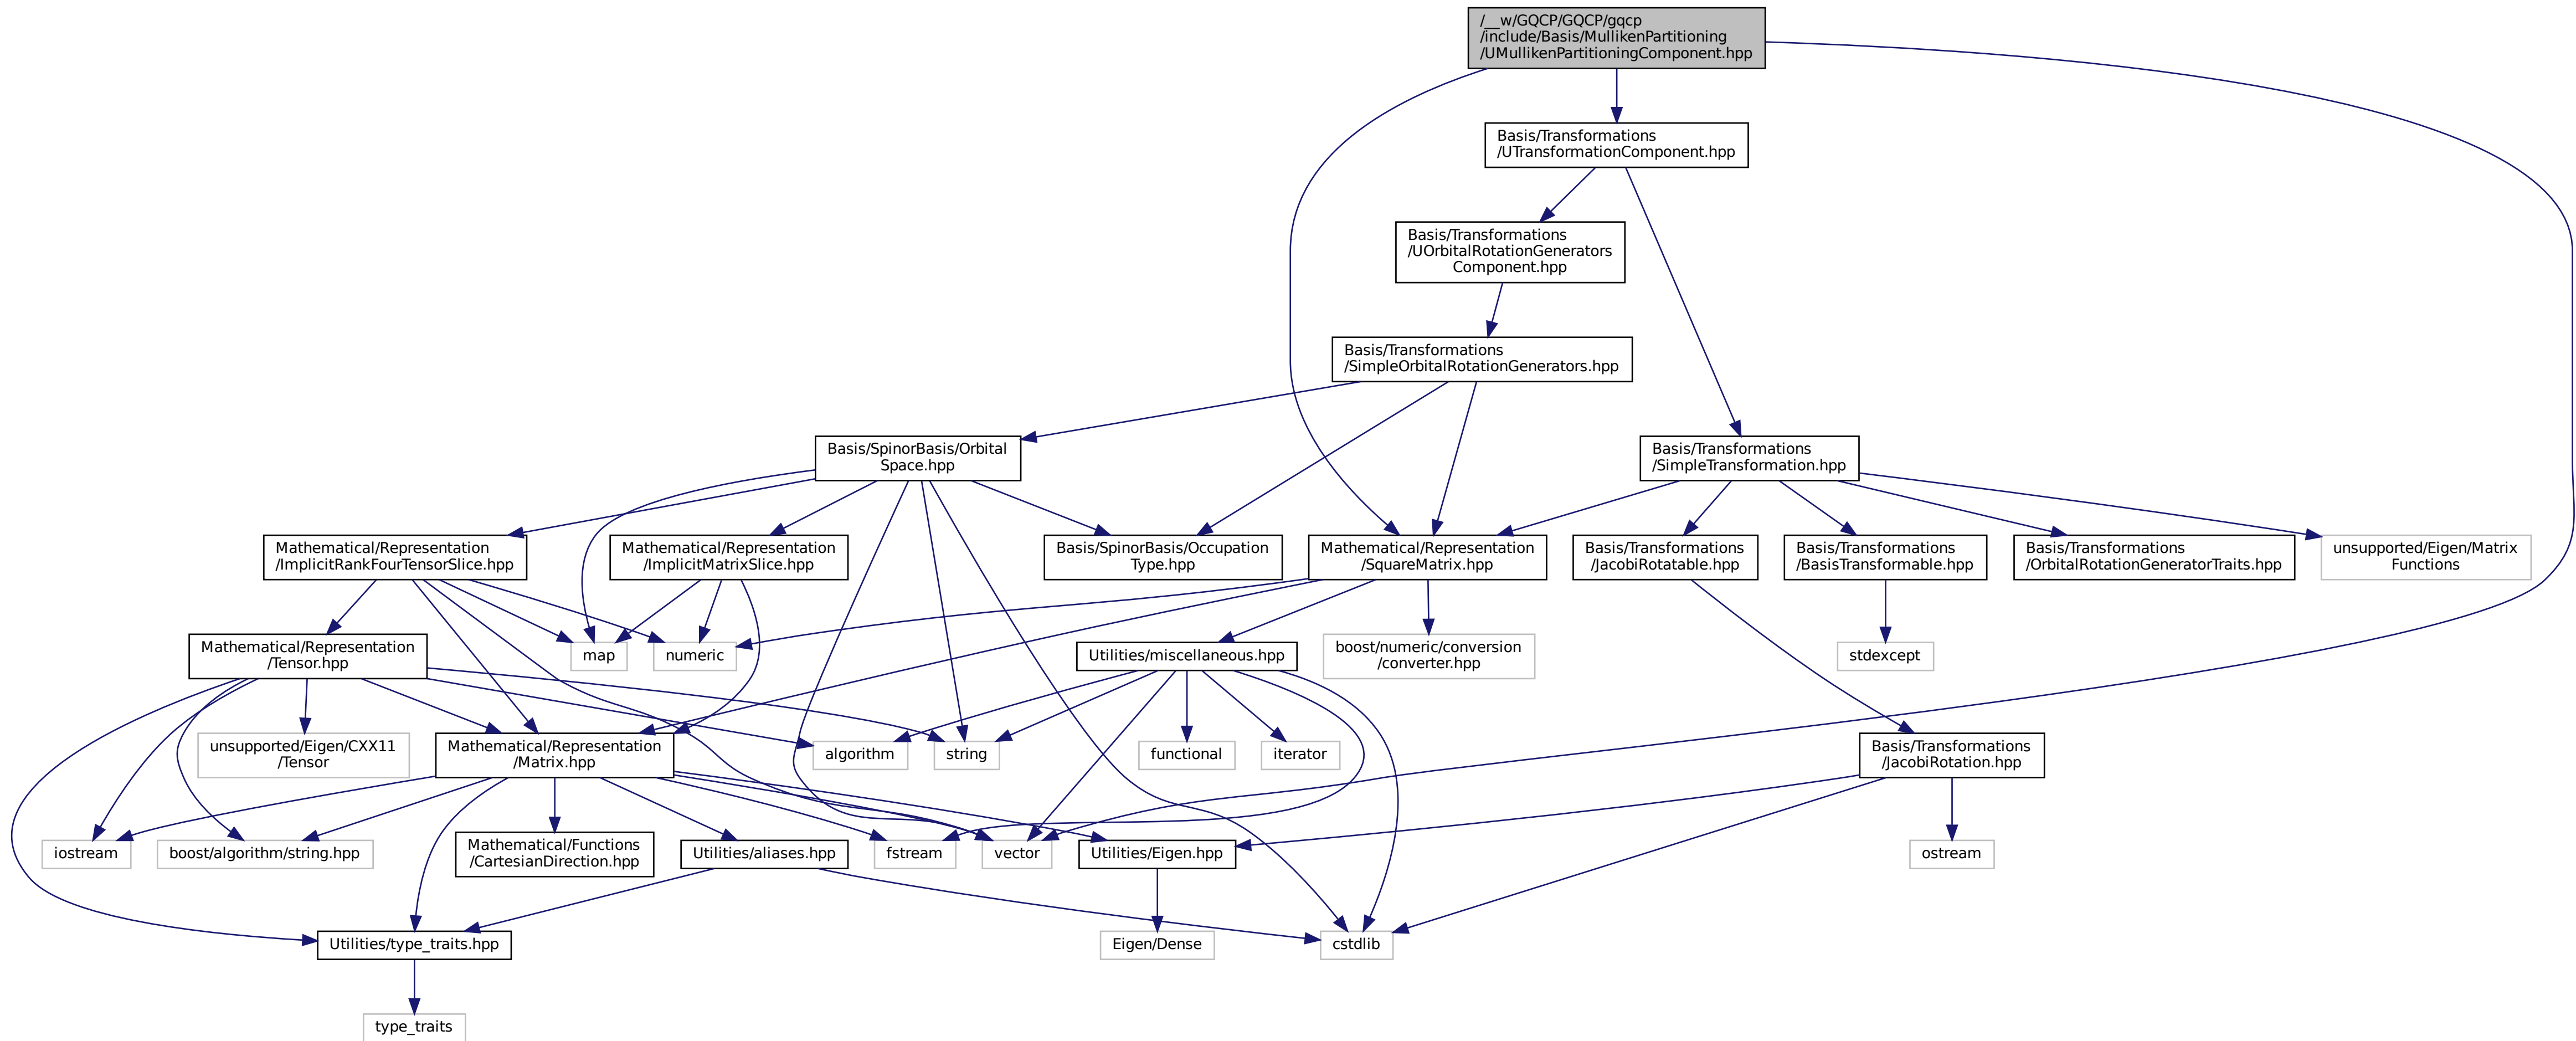 /__w/GQCP/GQCP/gqcp
/include/Basis/MullikenPartitioning
/UMullikenPartitioningComponent.hpp
Basis/Transformations
/UTransformationComponent.hpp
Basis/Transformations
/UOrbitalRotationGenerators
Component.hpp
Basis/Transformations
/SimpleOrbitalRotationGenerators.hpp
Basis/SpinorBasis/Orbital
Space.hpp
Basis/Transformations
/SimpleTransformation.hpp
Mathematical/Representation
/ImplicitRankFourTensorSlice.hpp
Mathematical/Representation
/ImplicitMatrixSlice.hpp
Basis/SpinorBasis/Occupation
Type.hpp
Mathematical/Representation
/SquareMatrix.hpp
Basis/Transformations
/JacobiRotatable.hpp
Basis/Transformations
/BasisTransformable.hpp
Basis/Transformations
/OrbitalRotationGeneratorTraits.hpp
unsupported/Eigen/Matrix
Functions
Mathematical/Representation
/Tensor.hpp
map
numeric
Utilities/miscellaneous.hpp
boost/numeric/conversion
/converter.hpp
stdexcept
unsupported/Eigen/CXX11
/Tensor
Mathematical/Representation
/Matrix.hpp
algorithm
string
functional
iterator
Basis/Transformations
/JacobiRotation.hpp
iostream
boost/algorithm/string.hpp
Mathematical/Functions
/CartesianDirection.hpp
Utilities/aliases.hpp
fstream
vector
Utilities/Eigen.hpp
ostream
Utilities/type_traits.hpp
Eigen/Dense
cstdlib
type_traits